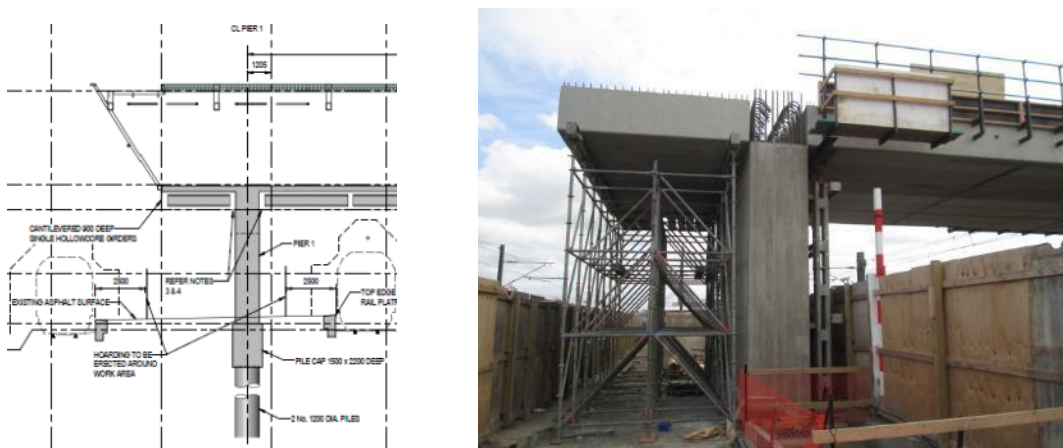 CL PIER 1
1205
CANTILEVERED 900 DEEP
SINGLE HOLLOWCORE GIRDERS
PIER 1
2500
REFER NOTES
3 & 4
2500
EXISTING ASPHALT SURFACE
TOP EDGE
RAIL PLATF
HOARDING TO BE
ERECTED AROUND
WORK AREA
PILE CAP 1500 x 2200 DEEP
2 No. 1200 DIA. PILES